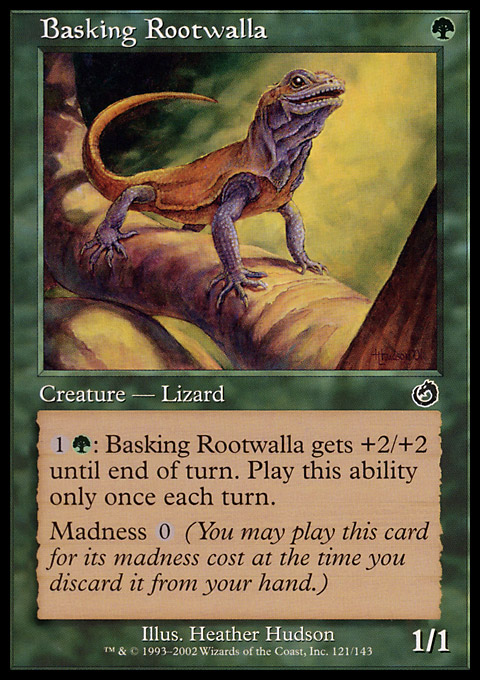 Basking Rootwalla
Creature — Lizard
1 : Basking Rootwalla gets +2/+2
until end of turn. Play this ability
only once each turn.
Madness 0 (You may play this card
for its madness cost at the time you
discard it from your hand.)
Illus. Heather Hudson
™ & © 1993–2002 Wizards of the Coast, Inc. 121/143
1/1